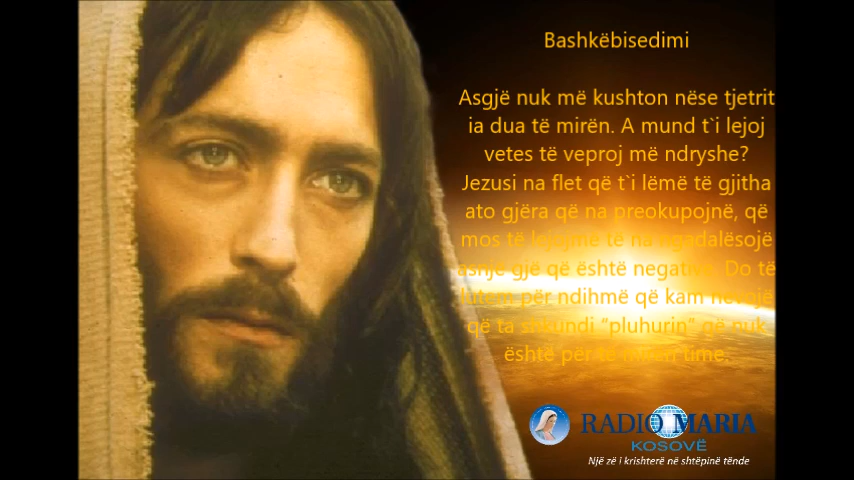 Bashkëbisedimi
Asgjë nuk më kushton nëse tjetrit
ia dua të mirën. A mund t`i lejoj
vetes të veproj më ndryshe?
Jezusi na flet që t`i lëmë të gjitha
ato gjëra që na preokupojnë, që
mos të lejojmë të na ngadalësojë
asnjë gjë që është negative. Do të
lutem për ndihmë që kam nevojë
që ta shkundi "pluhurin" që nuk
është për të mirën time.
RADIO MARIA
KOSOVË
Një zë i krishterë në shtëpinë tënde